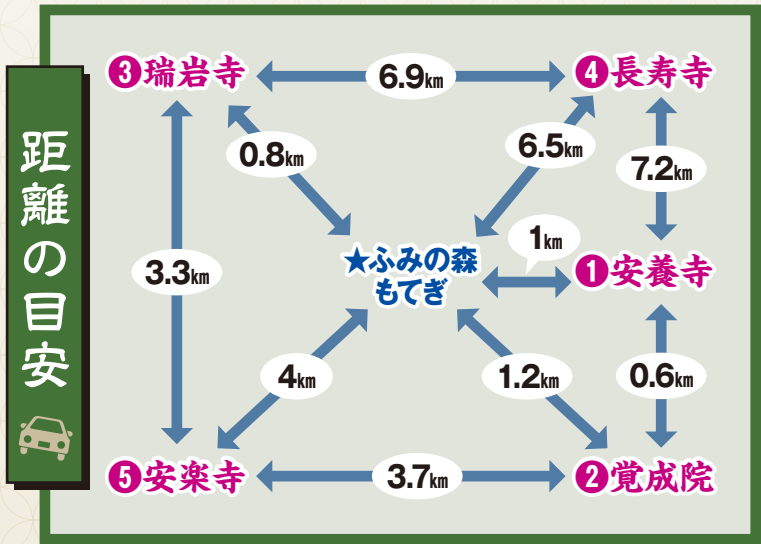 距離の目安
❸瑞岩寺
6.9km
❹長寿寺
0.8km
6.5km
7.2km
1km
★ふみの森
もてぎ
❶安養寺
3.3km
4km
1.2km
0.6km
❺安楽寺
3.7km
❷覚成院